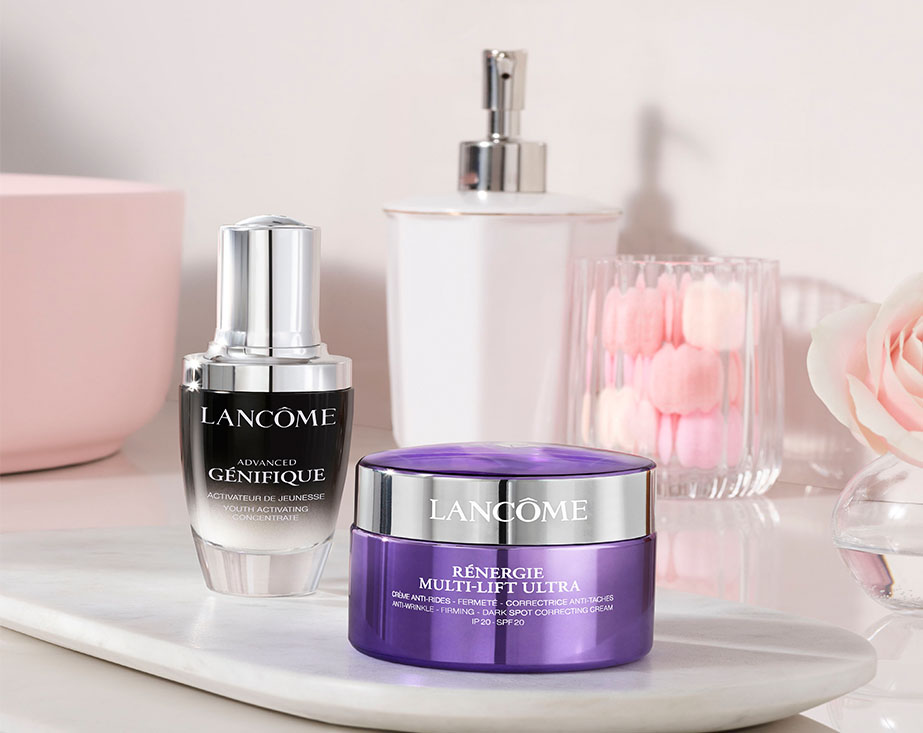 LANCÔME
ADVANCED
GÉNIFIQUE
ACTIVATEUR DE JEUNESSE
YOUTH ACTIVATING
CONCENTRATE
LANCÔME
RÉNERGIE
MULTI-LIFT ULTRA
CRÈME ANTI-RIDES - FERMETÉ - CORRECTRICE ANTI-TACHES
ANTI-WRINKLE - FIRMING - DARK SPOT CORRECTING CREAM
IP 20 - SPF 20